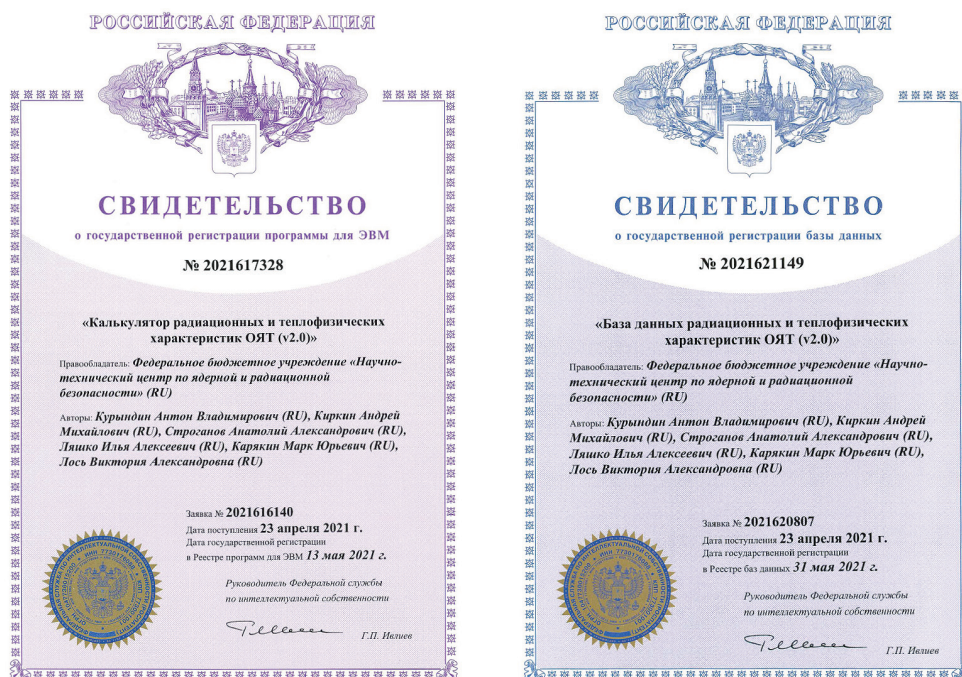 РОССИЙСКАЯ ФЕДЕРАЦИЯ
СВИДЕТЕЛЬСТВО
о государственной регистрации программы для ЭВМ
№ 2021617328
«Калькулятор радиационных и теплофизических
характеристик ОЯТ (v2.0)»
Правообладатель: Федеральное бюджетное учреждение «Научно-
технический центр по ядерной и радиационной
безопасности» (RU)
Авторы: Курындин Антон Владимирович (RU), Киркин Андрей
Михайлович (RU), Строганов Анатолий Александрович (RU),
Ляшко Илья Алексеевич (RU), Карякин Марк Юрьевич (RU),
Лось Виктория Александровна (RU)
Заявка № 2021616140
Дата поступления 23 апреля 2021 г.
Дата государственной регистрации
в Реестре программ для ЭВМ 13 мая 2021 г.
Руководитель Федеральной службы
по интеллектуальной собственности
Г.П. Ивлиев
РОССИЙСКАЯ ФЕДЕРАЦИЯ
СВИДЕТЕЛЬСТВО
о государственной регистрации базы данных
№ 2021621149
«База данных радиационных и теплофизических
характеристик ОЯТ (v2.0)»
Правообладатель: Федеральное бюджетное учреждение «Научно-
технический центр по ядерной и радиационной
безопасности» (RU)
Авторы: Курындин Антон Владимирович (RU), Киркин Андрей
Михайлович (RU), Строганов Анатолий Александрович (RU),
Ляшко Илья Алексеевич (RU), Карякин Марк Юрьевич (RU),
Лось Виктория Александровна (RU)
Заявка № 2021620807
Дата поступления 23 апреля 2021 г.
Дата государственной регистрации
в Реестре баз данных 31 мая 2021 г.
Руководитель Федеральной службы
по интеллектуальной собственности
Г.П. Ивлиев